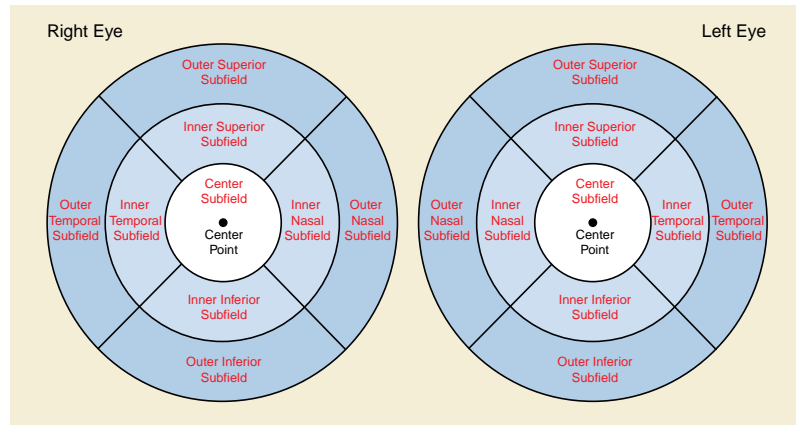 Right Eye
Outer Superior
Subfield
Inner Superior
Subfield
Center
Subfield
Outer
Temporal
Subfield
Inner
Temporal
Subfield
Center
Point
Inner
Nasal
Subfield
Outer
Nasal
Subfield
Inner Inferior
Subfield
Outer Inferior
Subfield
Left Eye
Outer Superior
Subfield
Inner Superior
Subfield
Center
Subfield
Outer
Nasal
Subfield
Inner
Nasal
Subfield
Center
Point
Inner
Temporal
Subfield
Outer
Temporal
Subfield
Inner Inferior
Subfield
Outer Inferior
Subfield